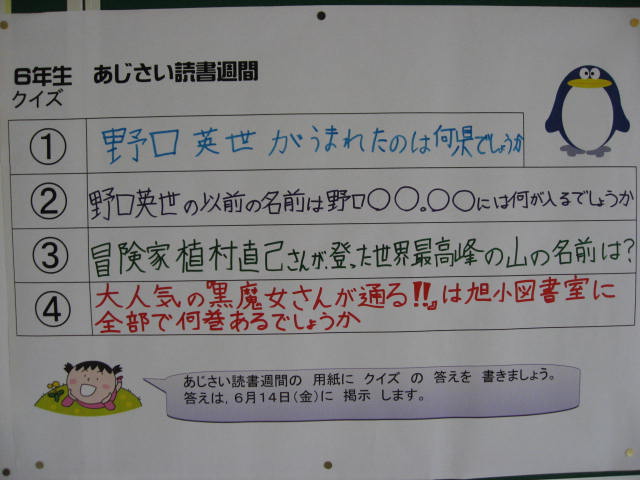 6年生 あじさい読書週間
クイズ
① 野口英世がうまれたのは何県でしょうか
② 野口英世の以前の名前は野口○○。○○には何が入るでしょうか
③ 冒険家植村直己さんが、登った世界最高峰の山の名前は？
④ 大人気の『黒魔女さんが通る!!』は旭小図書室に
全部で何巻あるでしょうか
あじさい読書週間の 用紙に クイズ の 答えを 書きましょう。
答えは，6月14日（金）に 掲示 します。